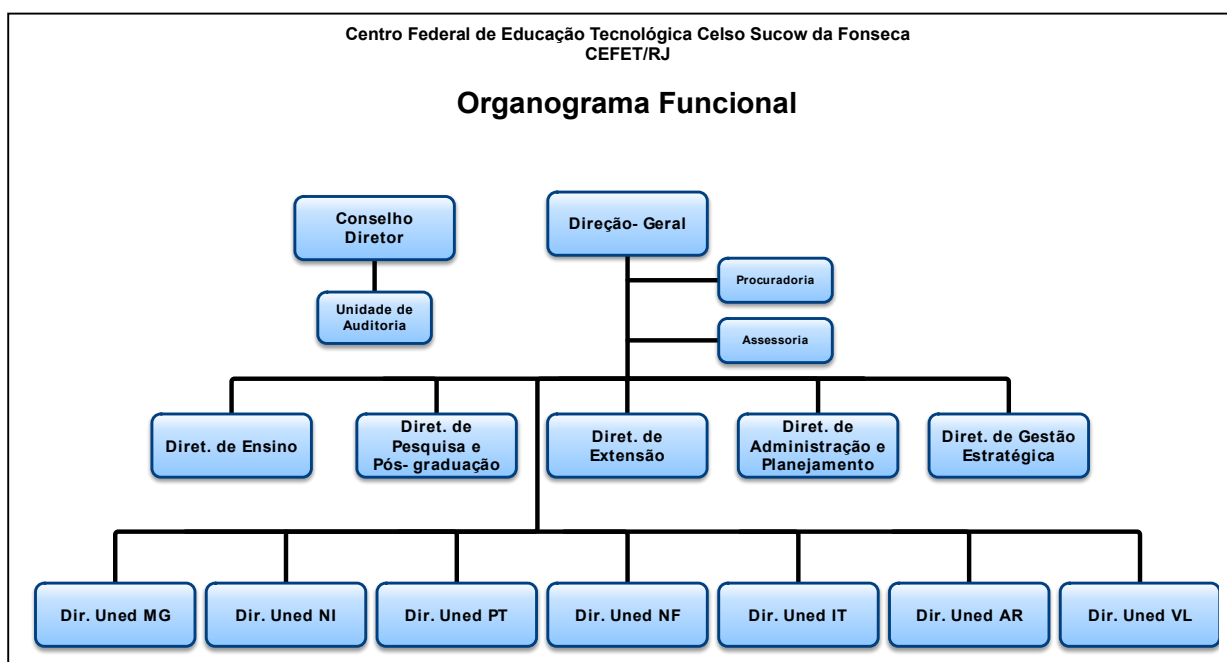 Centro Federal de Educação Tecnológica Celso Sucow da Fonseca
CEFET/RJ
Organograma Funcional
Conselho
Diretor
Direção- Geral
Procuradoria
Unidade de
Auditoria
Assessoria
Diret. de Ensino
Diret. de
Pesquisa e
Pós- graduação
Diret. de
Extensão
Diret. de
Administração e
Planejamento
Diret. de Gestão
Estratégica
Dir. Uned MG
Dir. Uned NI
Dir. Uned PT
Dir. Uned NF
Dir. Uned IT
Dir. Uned AR
Dir. Uned VL